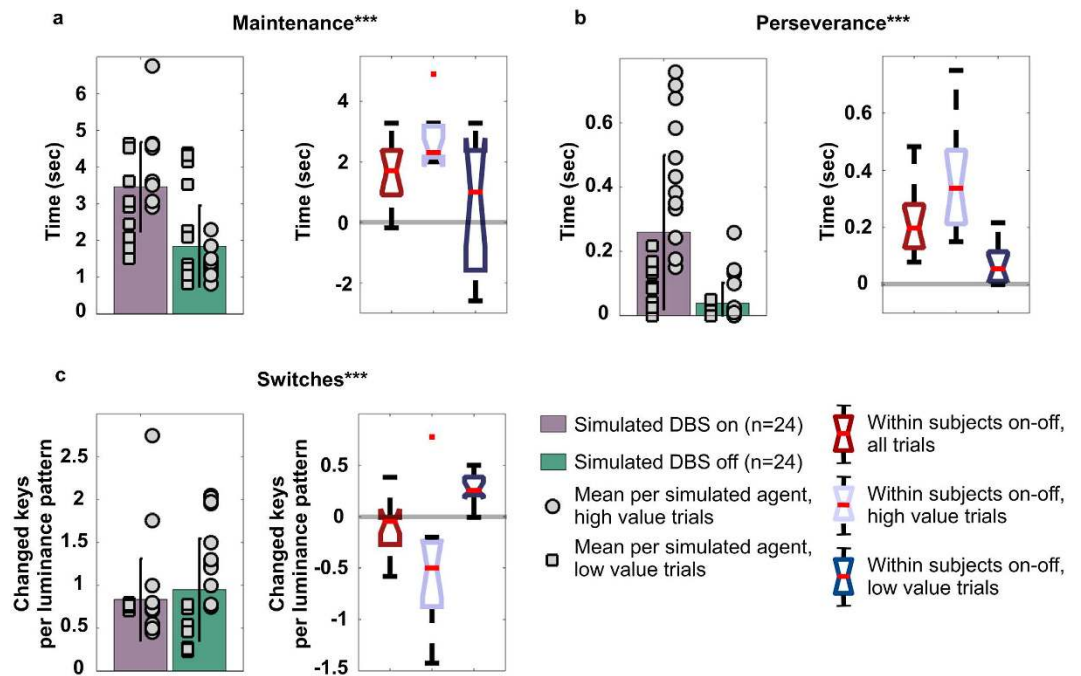 a
Maintenance***
Time (sec)
6
5
4
3
2
1
0
Time (sec)
4
2
0
-2
b
Perseverance***
Time (sec)
0.6
0.4
0.2
0
Time (sec)
0.6
0.4
0.2
0
c
Switches***
Changed keys
per luminance pattern
2.5
2
1.5
1
0.5
0
Changed keys
per luminance pattern
0.5
0
-0.5
-1
-1.5
Simulated DBS on (n=24)
Simulated DBS off (n=24)
Mean per simulated agent,
high value trials
Mean per simulated agent,
low value trials
Within subjects on-off,
all trials
Within subjects on-off,
high value trials
Within subjects on-off,
low value trials